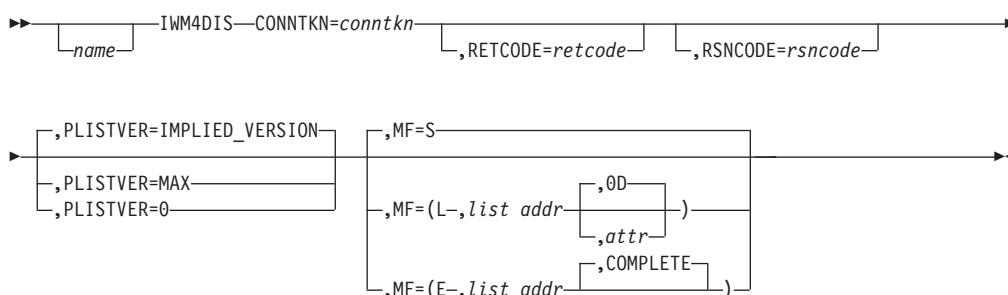 IWM4DIS CONNTKN=conntkn
name ,RETCODE=retcode ,RSNCODE=rsncode
,PLISTVER=IMPLIED_VERSION ,MF=S
,PLISTVER=MAX ,0D
,PLISTVER=0 ,MF=(L ,list addr )
,attr
,COMPLETE
,MF=(E ,list addr )